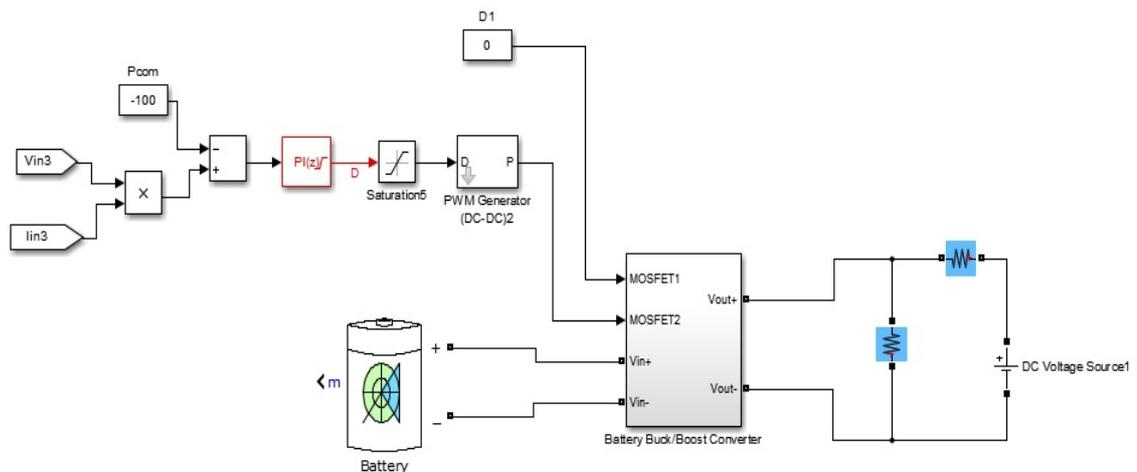 D1
0
Pcom
-100
Vin3
Iin3
×
−
+
PI(z)
D
Saturation5
D
P
PWM Generator
(DC-DC)2
MOSFET1
MOSFET2
Vin+
Vin-
Vout+
Vout-
Battery Buck/Boost Converter
+
−
m
Battery
+
DC Voltage Source1